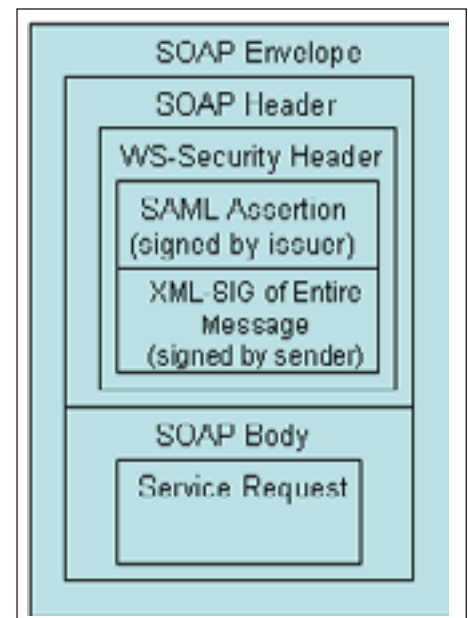 SOAP Envelope
SOAP Header
WS-Security Header
SAML Assertion
(signed by issuer)
XML-SIG of Entire
Message
(signed by sender)
SOAP Body
Service Request